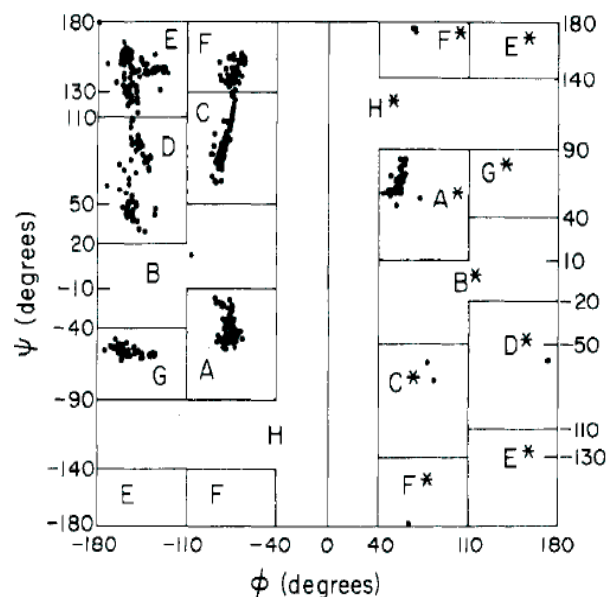 180 E F F* E* 180
140
130
C H*
110
D 90
G*
A*
50
40
20
B 10
B*
-10
-20
-40
D*
-50
G A C*
-90
H
-110
E* -130
-140
E F F*
-180 -180
-180 -110 -40 0 40 110 180
ψ (degrees)
φ (degrees)